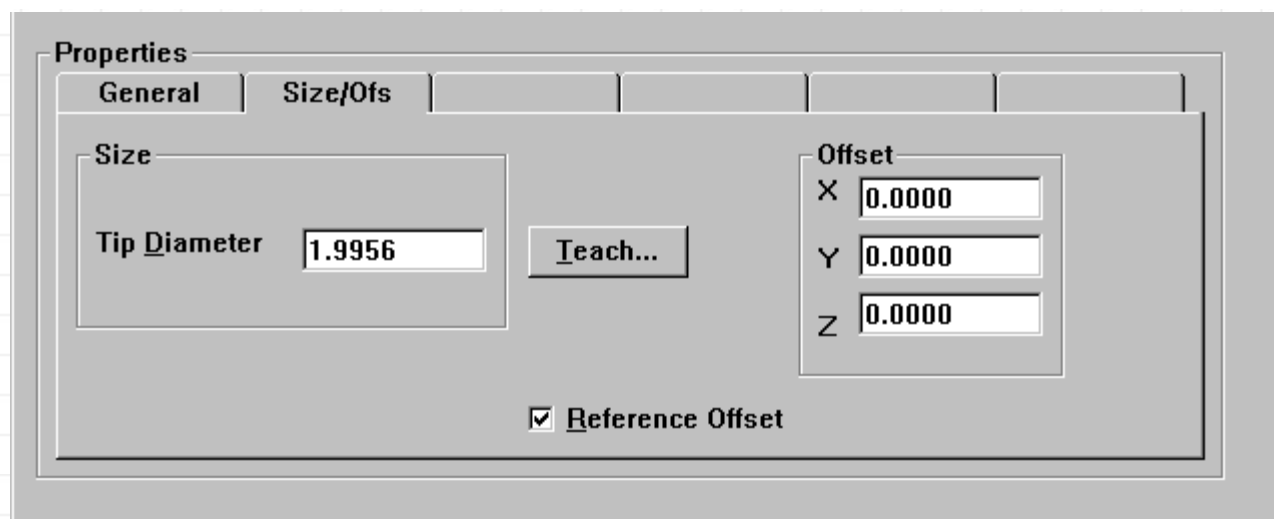 Properties
General Size/Ofs
Size
Tip Diameter 1.9956
Teach...
Offset
X 0.0000
Y 0.0000
Z 0.0000
Reference Offset